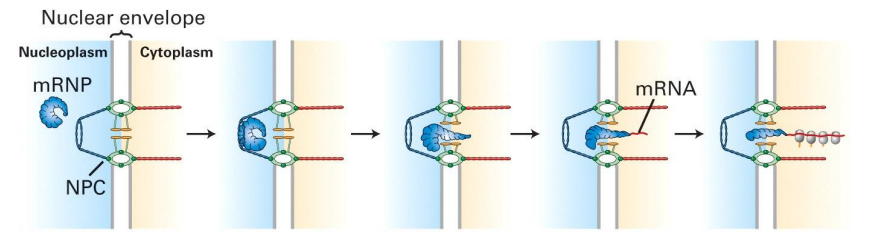 Nuclear envelope
Nucleoplasm Cytoplasm
mRNP
mRNA
NPC